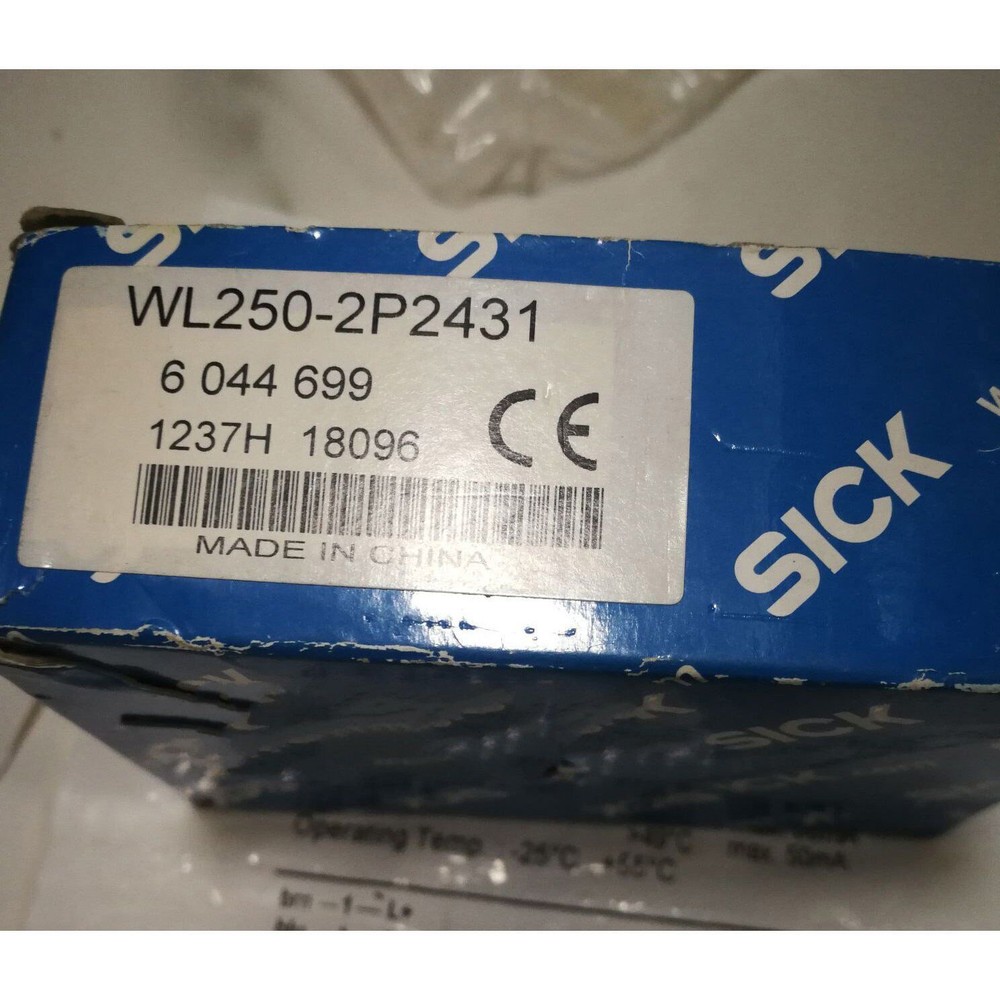 WL250-2P2431
6 044 699
1237H 18096
CE
MADE IN CHINA
SICK
SICK
Operating Temp -25°C +55°C
max. 50mA